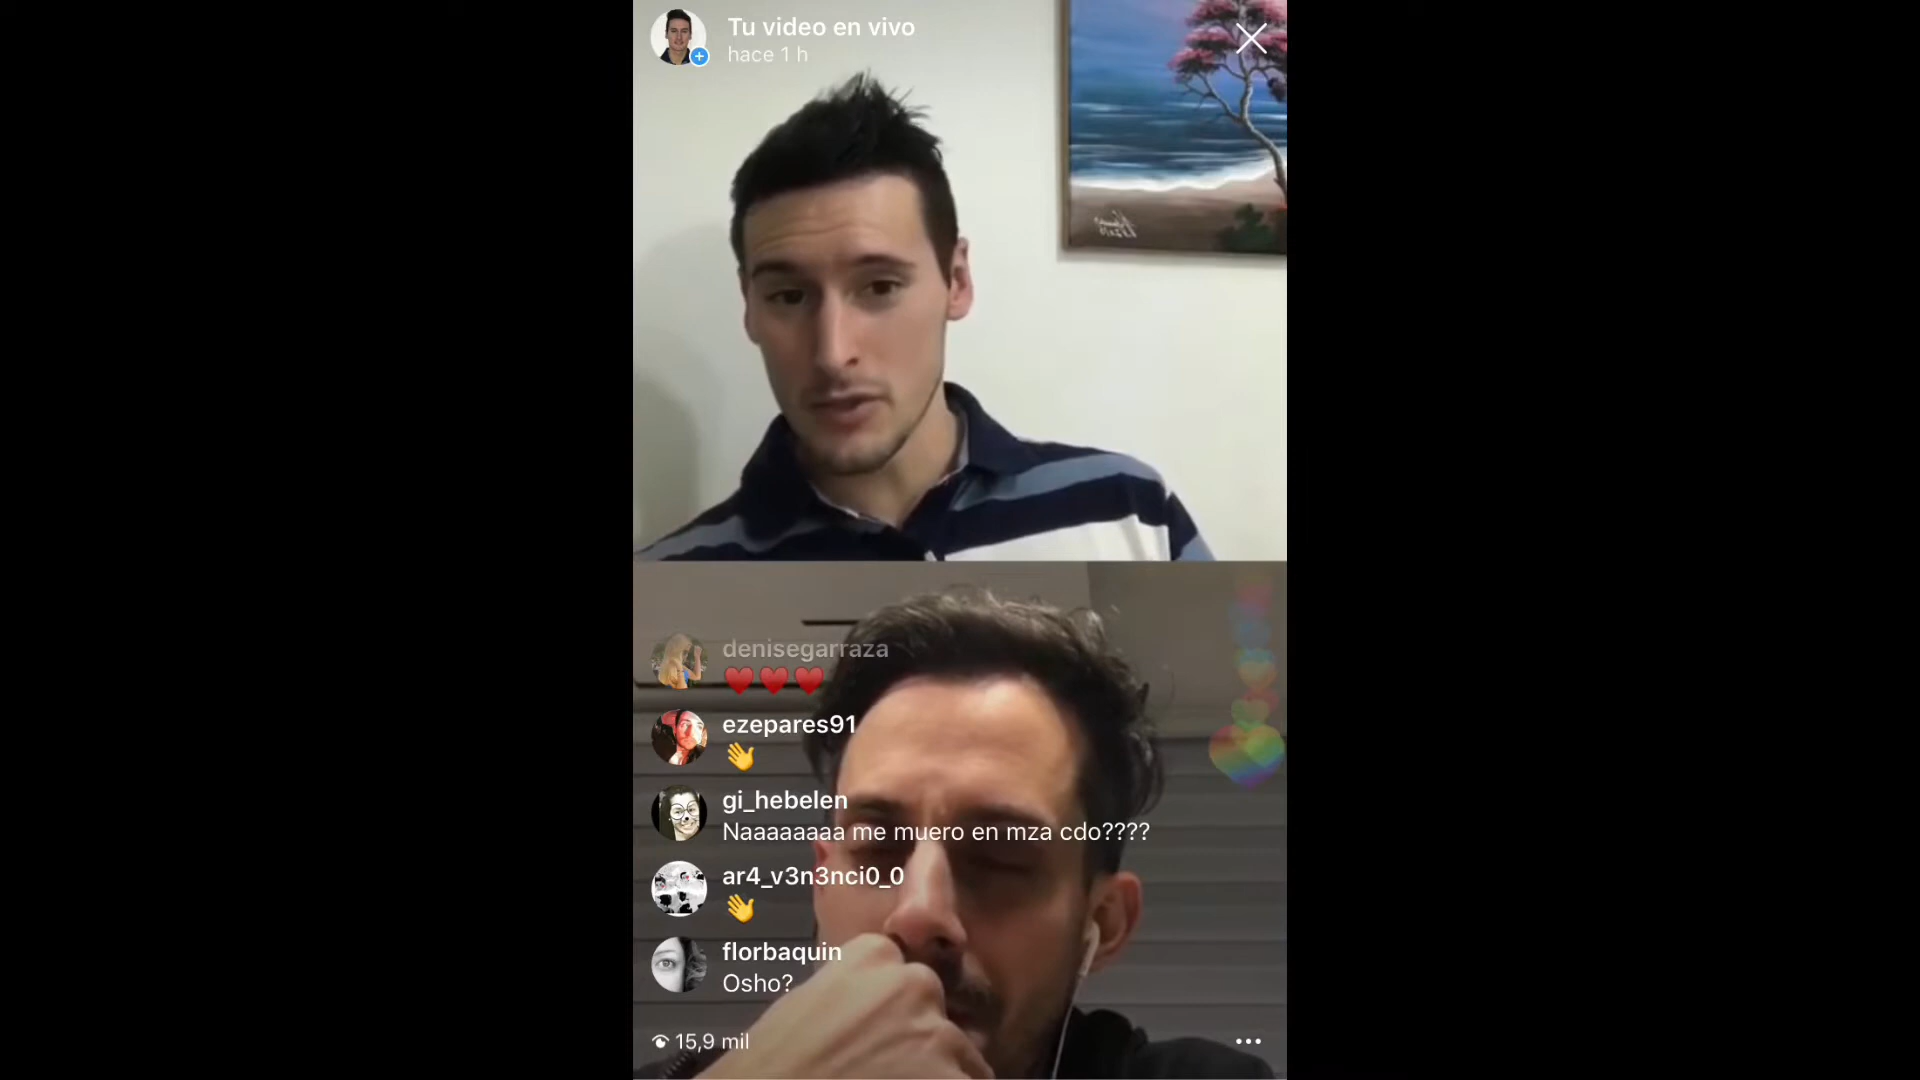 Tu video en vivo
hace 1 h
denisegarraza
ezepares91
gi_hebelen
Naaaaaaaa me muero en mza cdo????
ar4_v3n3nci0_0
florbaquin
Osho?
15,9 mil